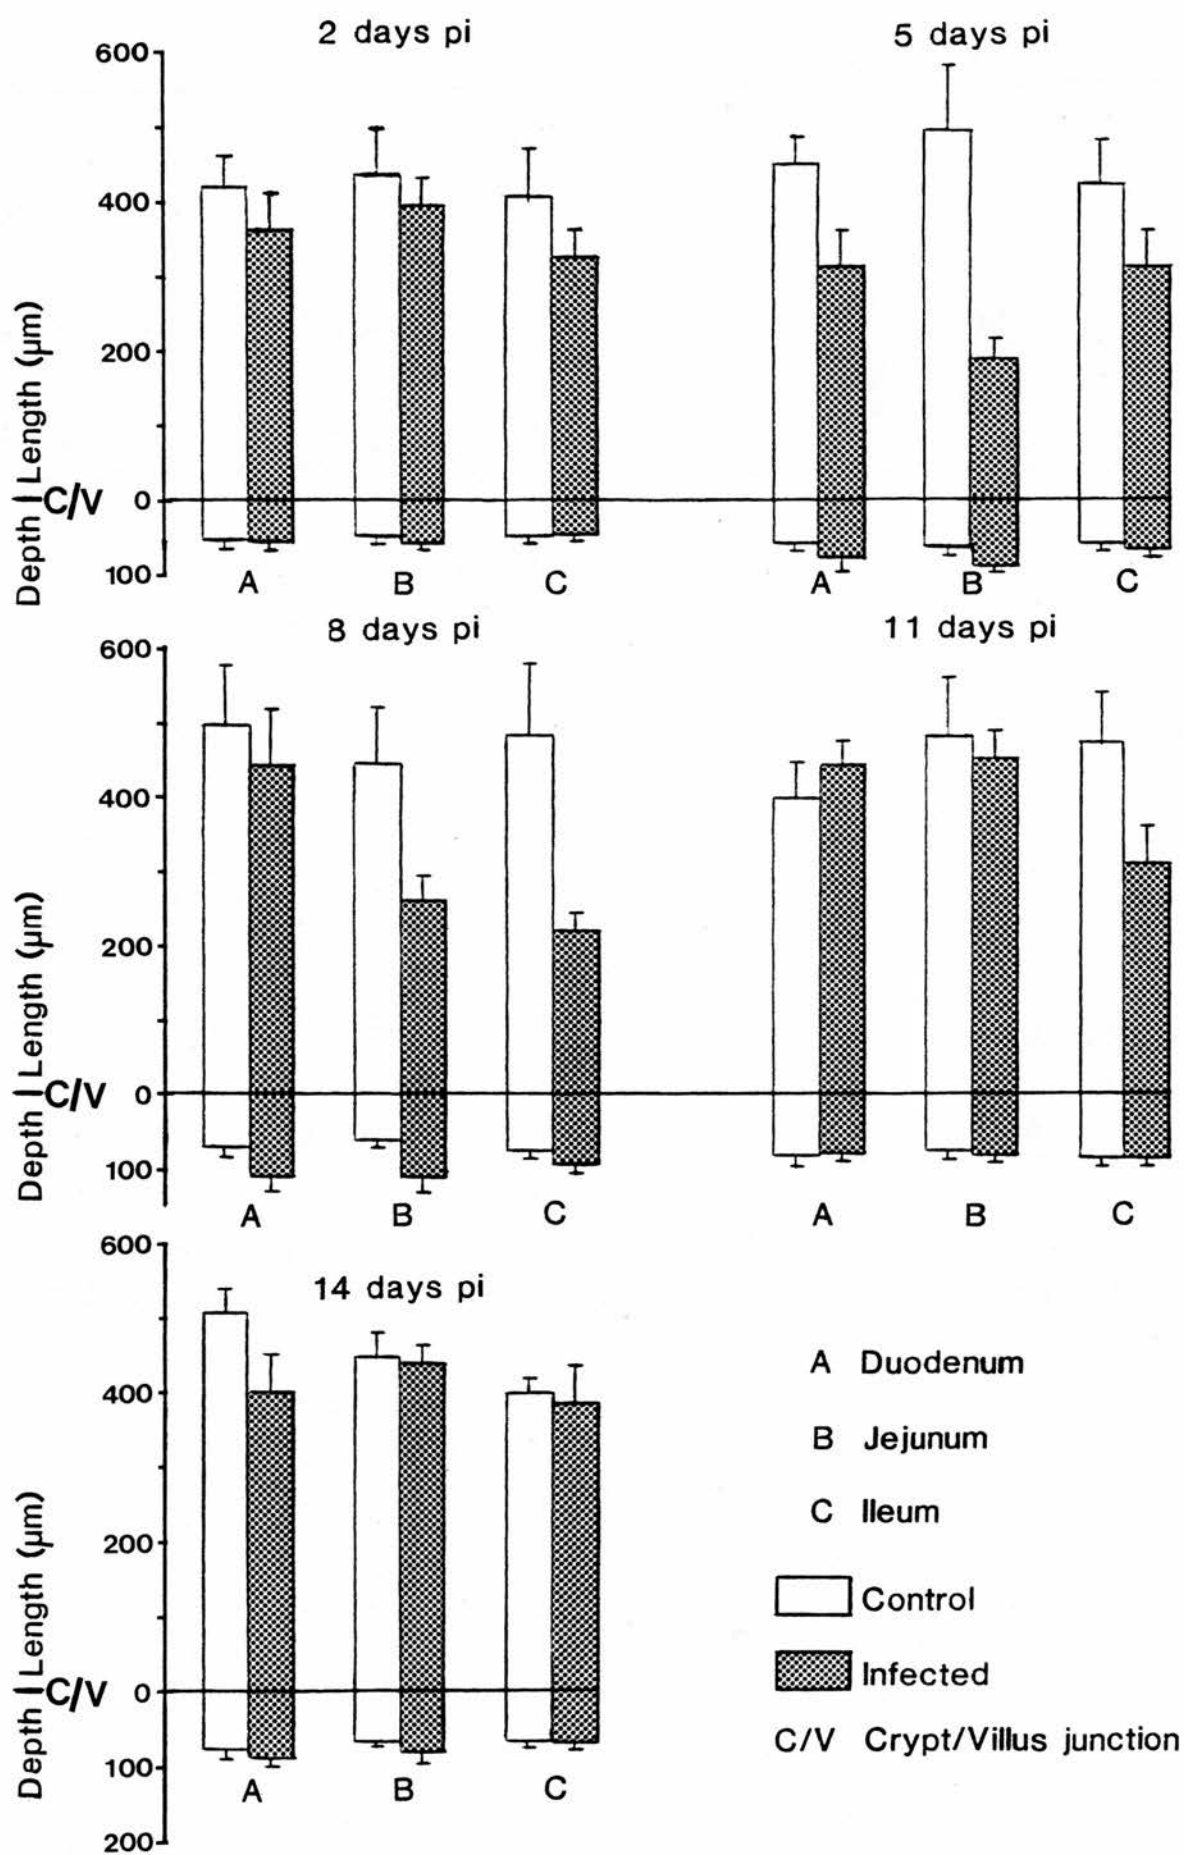 2 days pi
5 days pi
600
400
200
0
100
Depth | Length (µm)
C/V
A
B
C
A
B
C
8 days pi
11 days pi
600
400
200
0
100
Depth | Length (µm)
C/V
A
B
C
A
B
C
14 days pi
600
400
200
0
100
200
Depth | Length (µm)
C/V
A
B
C
A Duodenum
B Jejunum
C Ileum
Control
Infected
C/V Crypt/Villus junction